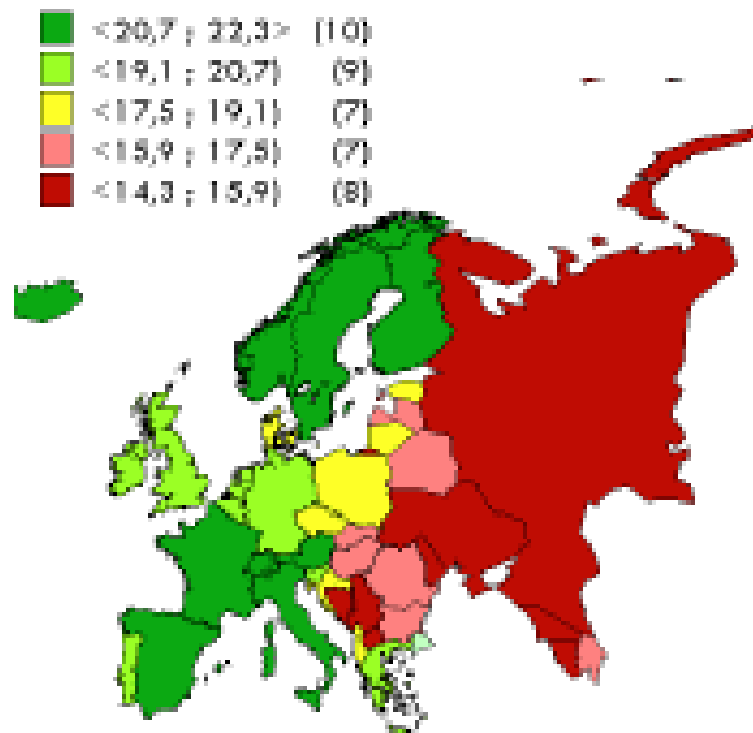 <20,7 ; 22,3> (10)
<19,1 ; 20,7) (9)
<17,5 ; 19,1) (7)
<15,9 ; 17,5) (7)
<14,3 ; 15,9) (8)